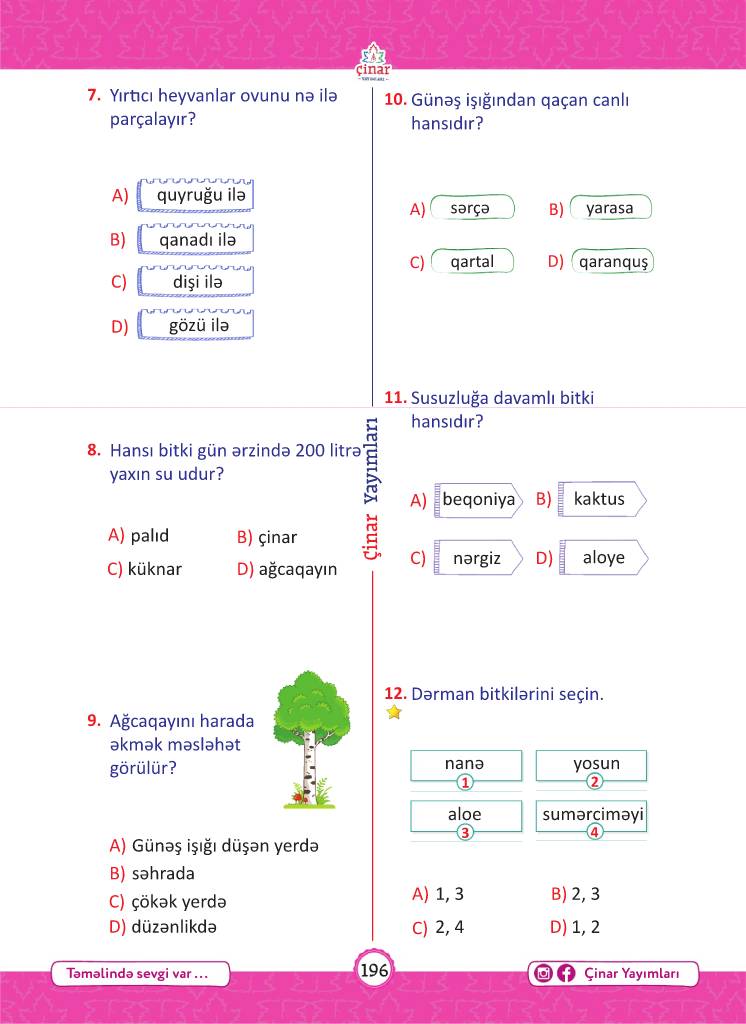 çinar
YAYIMLARI
7. Yırtıcı heyvanlar ovunu nə ilə
parçalayır?
A) quyruğu ilə
B) qanadı ilə
C) dişi ilə
D) gözü ilə
8. Hansı bitki gün ərzində 200 litrə
yaxın su udur?
A) palıd
B) çinar
C) küknar
D) ağcaqayın
9. Ağcaqayını harada
əkmək məsləhət
görülür?
A) Günəş işığı düşən yerdə
B) səhrada
C) çökək yerdə
D) düzənlikdə
Çinar Yayımları
10. Günəş işığından qaçan canlı
hansıdır?
A) sərçə
B) yarasa
C) qartal
D) qaranquş
11. Susuzluğa davamlı bitki
hansıdır?
A) beqoniya
B) kaktus
C) nərgiz
D) aloye
12. Dərman bitkilərini seçin.
nanə
1
yosun
2
aloe
3
sumərciməyi
4
A) 1, 3
B) 2, 3
C) 2, 4
D) 1, 2
Təməlində sevgi var...
196
Çinar Yayımları